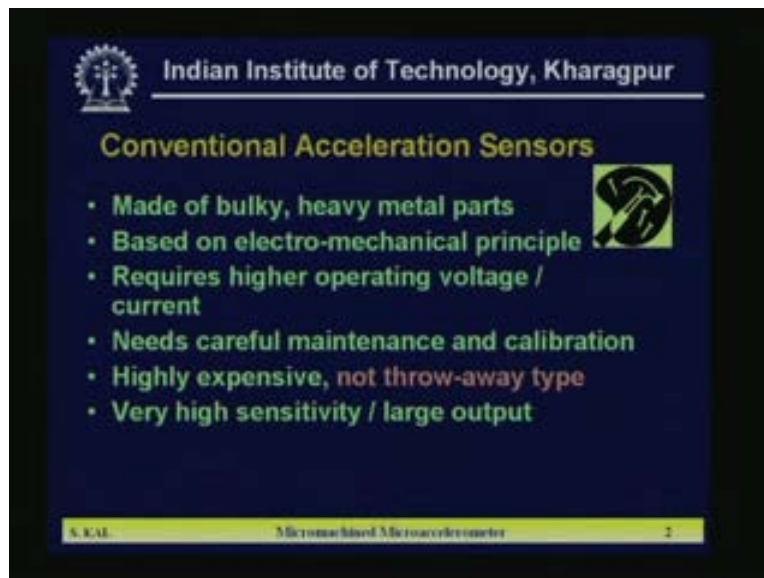 Indian Institute of Technology, Kharagpur
Conventional Acceleration Sensors
• Made of bulky, heavy metal parts
• Based on electro-mechanical principle
• Requires higher operating voltage /
current
• Needs careful maintenance and calibration
• Highly expensive, not throw-away type
• Very high sensitivity / large output
S. KAL Micromachined Microaccelerometer 2